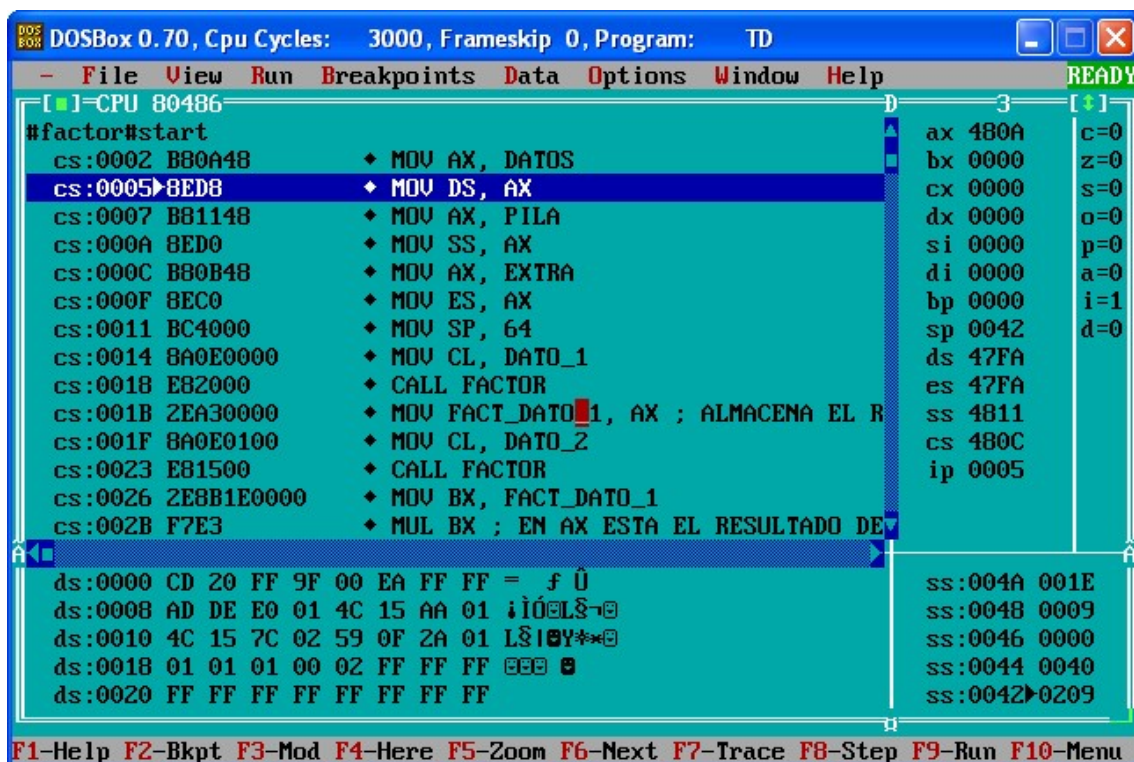 DOSBox 0.70, Cpu Cycles: 3000, Frameskip 0, Program: TD
- File View Run Breakpoints Data Options Window Help READY
[■]=CPU 80486 D 3 [↕]
#factor#start ax 480A c=0
cs:0002 B80A48 ♦ MOV AX, DATOS bx 0000 z=0
cs:0005▶8ED8 ♦ MOV DS, AX cx 0000 s=0
cs:0007 B81148 ♦ MOV AX, PILA dx 0000 o=0
cs:000A 8ED0 ♦ MOV SS, AX si 0000 p=0
cs:000C B80B48 ♦ MOV AX, EXTRA di 0000 a=0
cs:000F 8EC0 ♦ MOV ES, AX bp 0000 i=1
cs:0011 BC4000 ♦ MOV SP, 64 sp 0042 d=0
cs:0014 8A0E0000 ♦ MOV CL, DATO_1 ds 47FA
cs:0018 E82000 ♦ CALL FACTOR es 47FA
cs:001B 2EA30000 ♦ MOV FACT_DATO_1, AX ; ALMACENA EL R ss 4811
cs:001F 8A0E0100 ♦ MOV CL, DATO_2 cs 480C
cs:0023 E81500 ♦ CALL FACTOR ip 0005
cs:0026 2E8B1E0000 ♦ MOV BX, FACT_DATO_1
cs:002B F7E3 ♦ MUL BX ; EN AX ESTA EL RESULTADO DE
ds:0000 CD 20 FF 9F 00 EA FF FF = ƒ Û ss:004A 001E
ds:0008 AD DE E0 01 4C 15 AA 01 ¡ÌÓ☺L§¬☺ ss:0048 0009
ds:0010 4C 15 7C 02 59 0F 2A 01 L§|☻Y☼*☺ ss:0046 0000
ds:0018 01 01 01 00 02 FF FF FF ☺☺☺ ☻ ss:0044 0040
ds:0020 FF FF FF FF FF FF FF FF ss:0042▶0209
F1-Help F2-Bkpt F3-Mod F4-Here F5-Zoom F6-Next F7-Trace F8-Step F9-Run F10-Menu